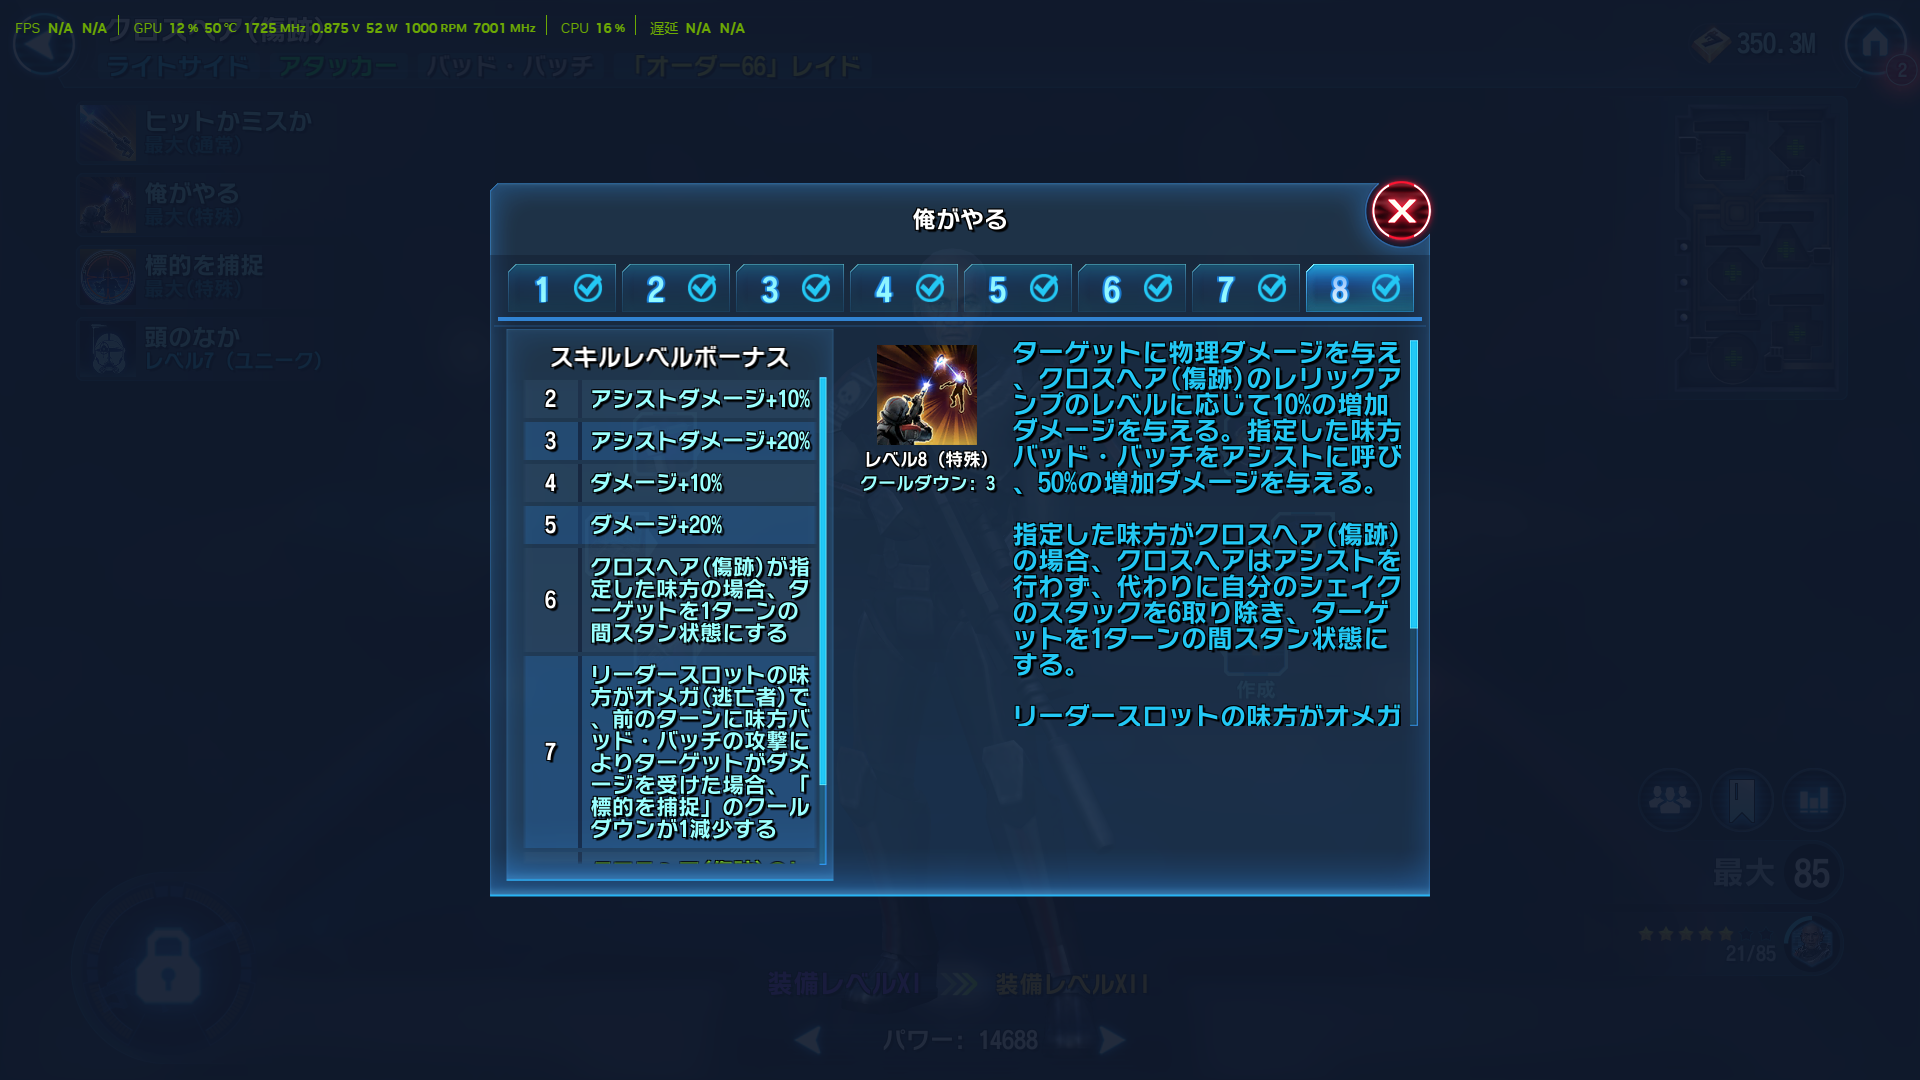 FPS N/A N/A GPU 12 % 50 ℃ 1725 MHz 0.875 V 52 W 1000 RPM 7001 MHz CPU 16 % 遅延 N/A N/A
クロスヘア(傷跡)
350.3M
ライトサイド アタッカー バッド・バッチ 「オーダー66」レイド
2
ヒットかミスか
最大(通常)
俺がやる
最大(特殊)
標的を捕捉
最大(特殊)
頭のなか
レベル7 (ユニーク)
俺がやる
1 2 3 4 5 6 7 8
スキルレベルボーナス
2 アシストダメージ+10%
3 アシストダメージ+20%
4 ダメージ+10%
5 ダメージ+20%
6
クロスヘア(傷跡)が指
定した味方の場合、タ
ーゲットを1ターンの
間スタン状態にする
7
リーダースロットの味
方がオメガ(逃亡者)で
、前のターンに味方バ
ッド・バッチの攻撃に
よりターゲットがダメ
ージを受けた場合、「
標的を捕捉」のクール
ダウンが1減少する
レベル8 (特殊)
クールダウン: 3
ターゲットに物理ダメージを与え
、クロスヘア(傷跡)のレリックア
ンプのレベルに応じて10%の増加
ダメージを与える。指定した味方
バッド・バッチをアシストに呼び
、50%の増加ダメージを与える。
指定した味方がクロスヘア(傷跡)
の場合、クロスヘアはアシストを
行わず、代わりに自分のシェイク
のスタックを6取り除き、ターゲ
ットを1ターンの間スタン状態に
する。
リーダースロットの味方がオメガ
作成
最大 85
21/85
装備レベルXI 装備レベルXII
パワー: 14688